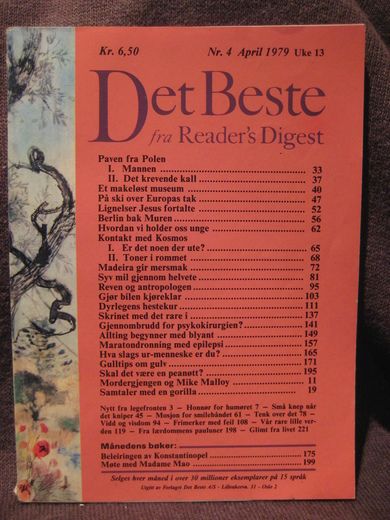 Kr. 6,50 Nr. 4 April 1979 Uke 13
Det Beste
fra Reader's Digest
Paven fra Polen
I. Mannen 33
II. Det krevende kall 37
Et makeløst museum 40
På ski over Europas tak 47
Lignelser Jesus fortalte 52
Berlin bak Muren 56
Hvordan vi holder oss unge 62
Kontakt med Kosmos
I. Er det noen der ute? 65
II. Toner i rommet 68
Madeira gir mersmak 72
Syv mil gjennom helvete 81
Reven og antropologen 95
Gjør bilen kjøreklar 103
Dyrlegens bestekur 111
Skrinet med det rare i 137
Gjennombrudd for psykokirurgien? 141
Allting begynner med blyant 149
Maratondronning med epilepsi 157
Hva slags ur-menneske er du? 165
Gulltips om gulv 171
Skal det være en peanøtt? 195
Mordergjengen og Mike Malloy 11
Samtaler med en gorilla 19
Nytt fra legefronten 3 – Honnør for humøret 7 – Små knep når
det kniper 45 – Mosjon for smilebåndet 61 – Tenk over det 78 –
Vidd og visdom 94 – Frimerker med feil 108 – Vår rare lille ver-
den 119 – Fra lærdommens pauluner 198 – Glimt fra livet 221
Månedens bøker:
Beleiringen av Konstantinopel 175
Møte med Madame Mao 199
Selges hver måned i over 30 millioner eksemplarer på 15 språk
Utgitt av Forlaget Det Beste A/S - Lilleakervn. 11 - Oslo 2